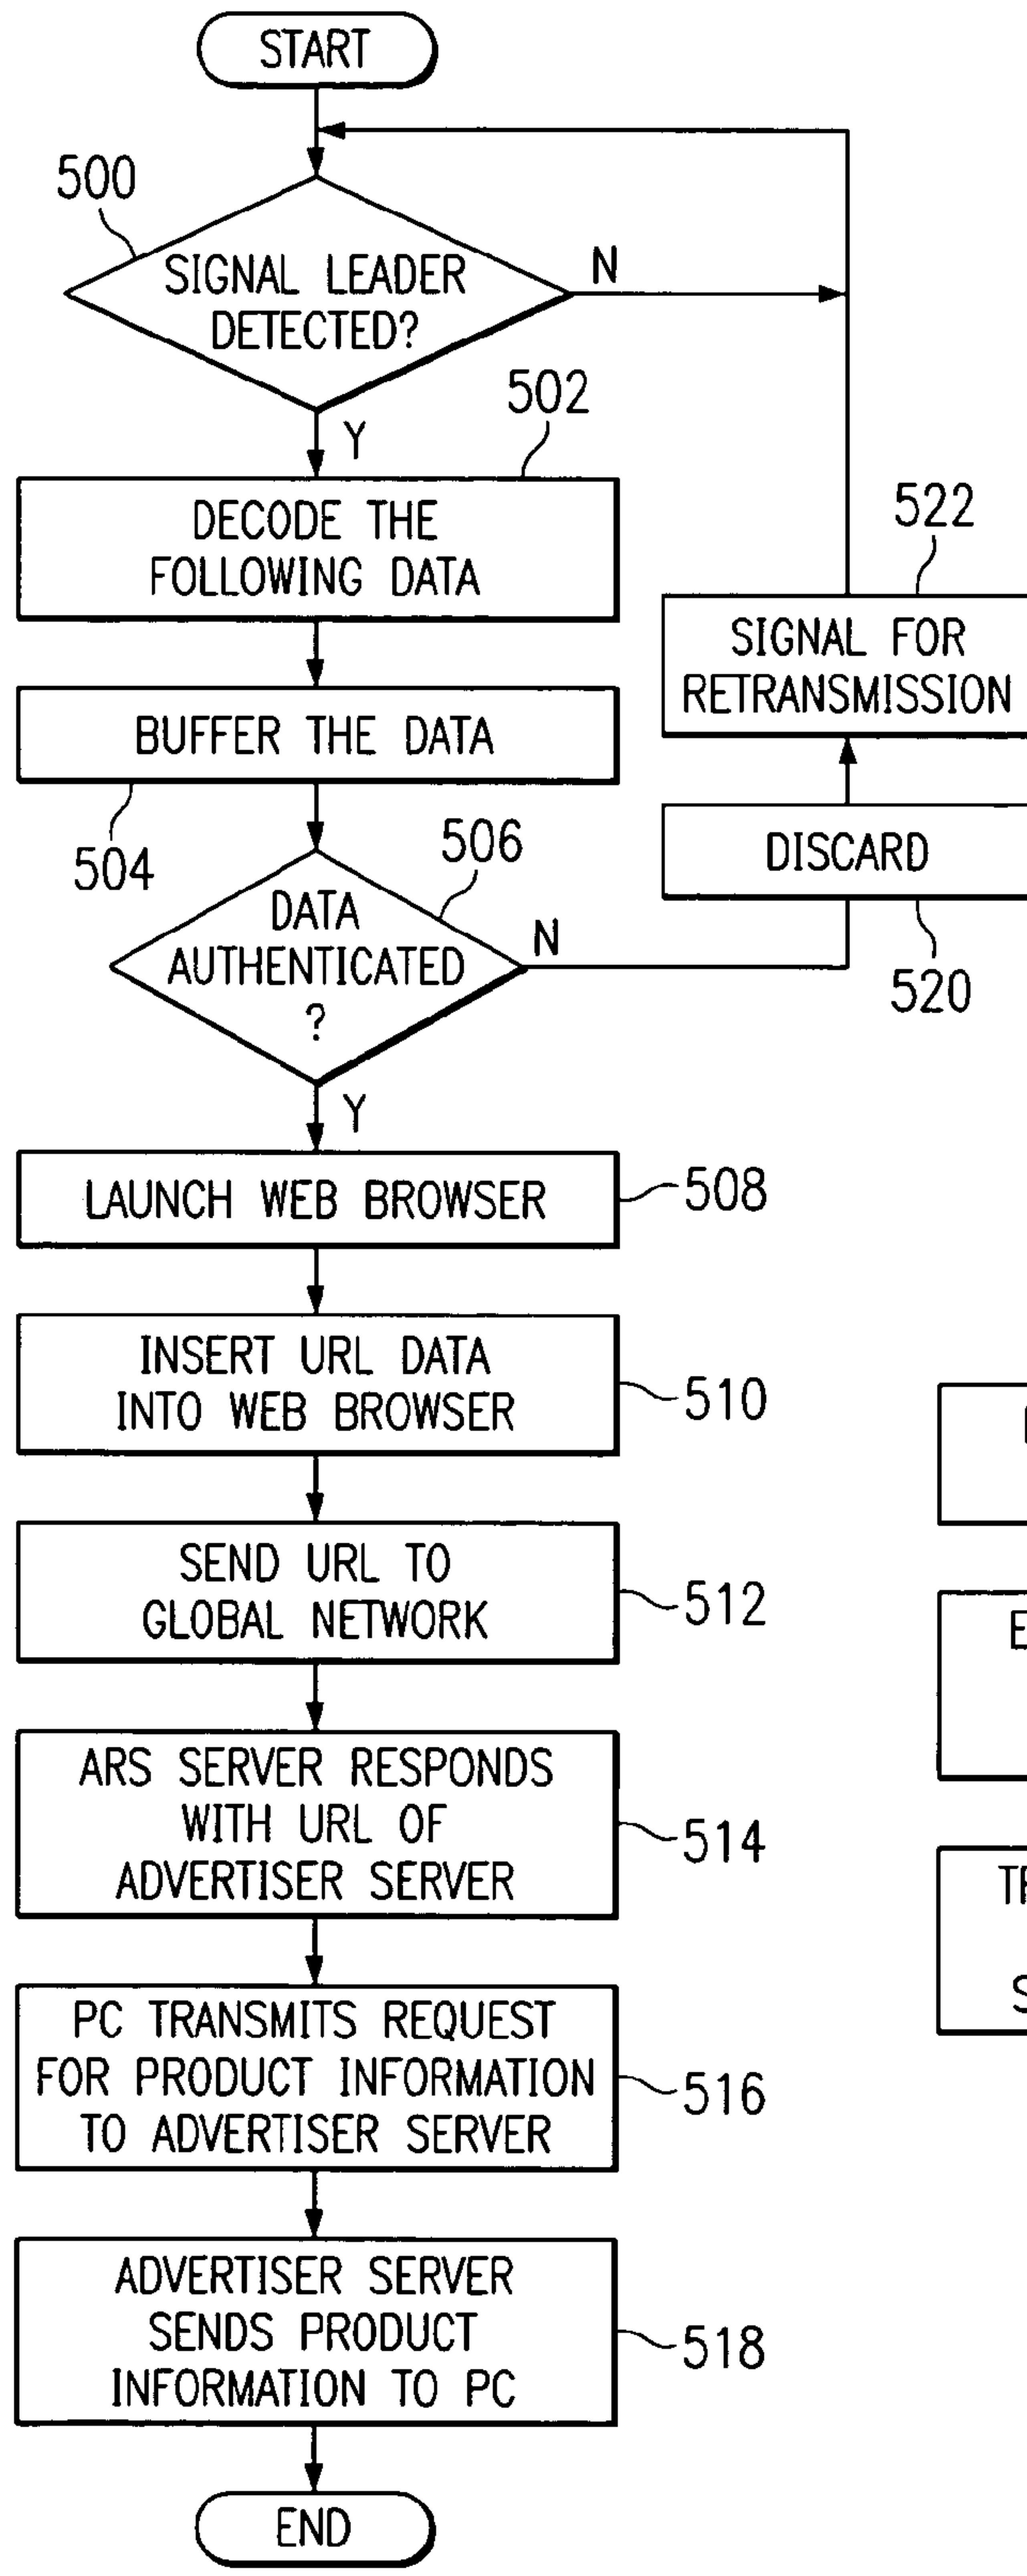 START
500
SIGNAL LEADER
DETECTED?
N
Y
502
DECODE THE
FOLLOWING DATA
522
SIGNAL FOR
RETRANSMISSION
BUFFER THE DATA
504
DISCARD
520
506
DATA
AUTHENTICATED
?
N
Y
LAUNCH WEB BROWSER
508
INSERT URL DATA
INTO WEB BROWSER
510
SEND URL TO
GLOBAL NETWORK
512
ARS SERVER RESPONDS
WITH URL OF
ADVERTISER SERVER
514
PC TRANSMITS REQUEST
FOR PRODUCT INFORMATION
TO ADVERTISER SERVER
516
ADVERTISER SERVER
SENDS PRODUCT
INFORMATION TO PC
518
END